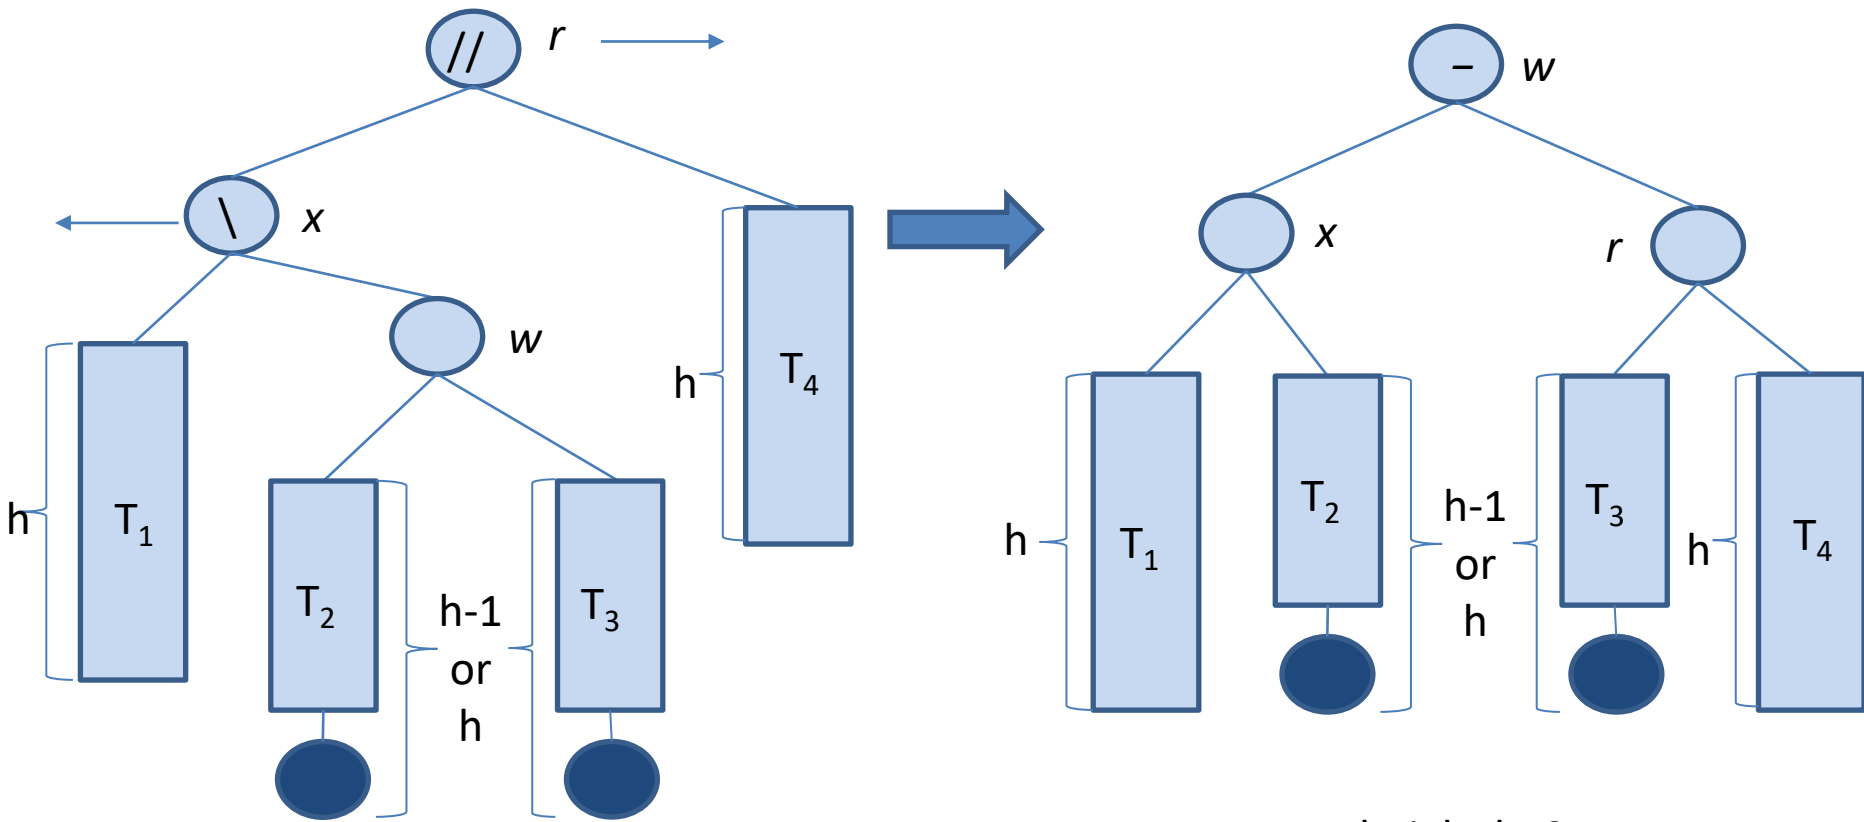 // r
\ x
w
h T1
T2
h-1
or
h
T3
h T4
– w
x
r
h T1
T2
h-1
or
h
T3
h T4